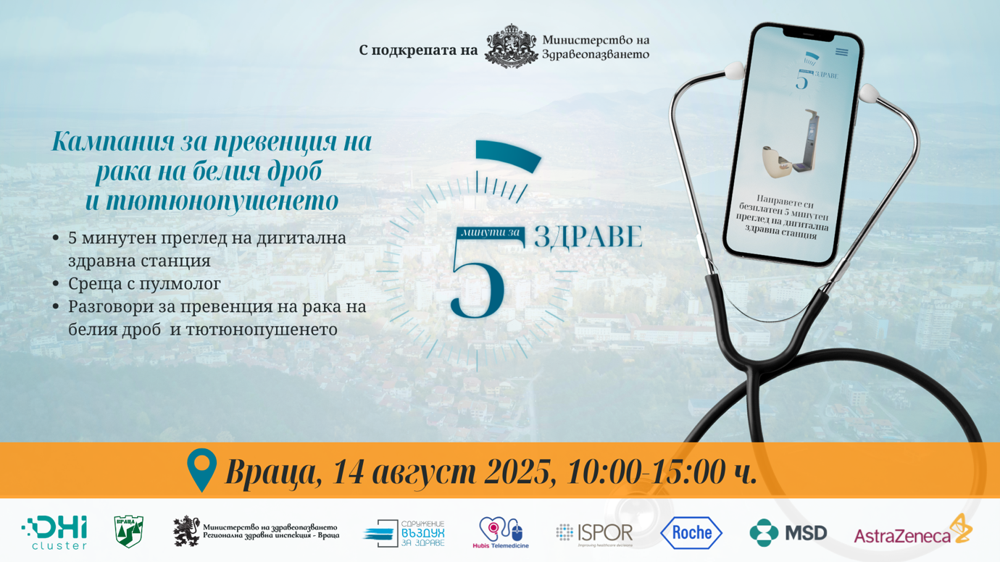 С подкрепата на
Министерство на
Здравеопазването
Кампания за превенция на
рака на белия дроб
и тютюнопушенето
• 5 минутен преглед на дигитална
здравна станция
• Среща с пулмолог
• Разговори за превенция на рака на
белия дроб и тютюнопушенето
5 минути за ЗДРАВЕ
5 ЗДРАВЕ
Направете си
безплатен 5 минутен
преглед на дигитална
здравна станция
Враца, 14 август 2025, 10:00-15:00 ч.
DHI
cluster
ВРАЦА
Министерство на здравеопазването
Регионална здравна инспекция - Враца
СДРУЖЕНИЕ
ВЪЗДУХ
ЗА ЗДРАВЕ
Hubis Telemedicine
ISPOR
Improving healthcare decisions
Roche
MSD
AstraZeneca